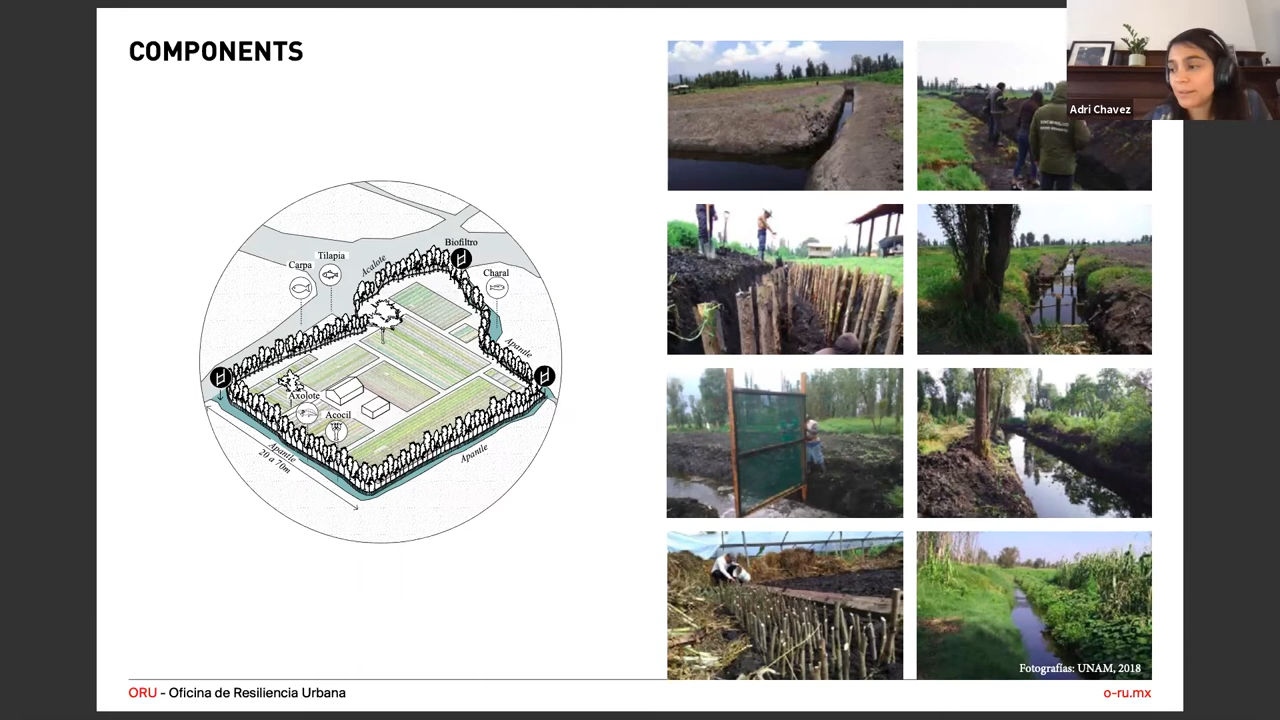 COMPONENTS
Adri Chavez
Biofiltro
Tilapia
Acalote
Carpa
Charal
Apantle
Axolote
Acocil
Apantle
20 a 70m
Apantle
Fotografías: UNAM, 2018
ORU - Oficina de Resiliencia Urbana
o-ru.mx